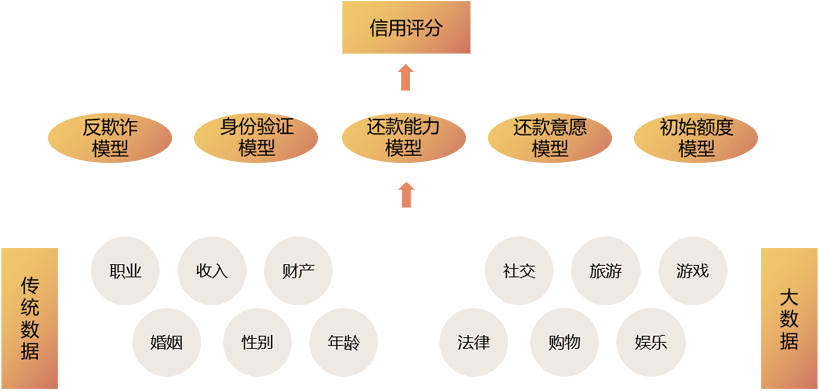 信用评分
反欺诈
模型
身份验证
模型
还款能力
模型
还款意愿
模型
初始额度
模型
传统数据
职业
收入
财产
婚姻
性别
年龄
社交
旅游
游戏
法律
购物
娱乐
大数据